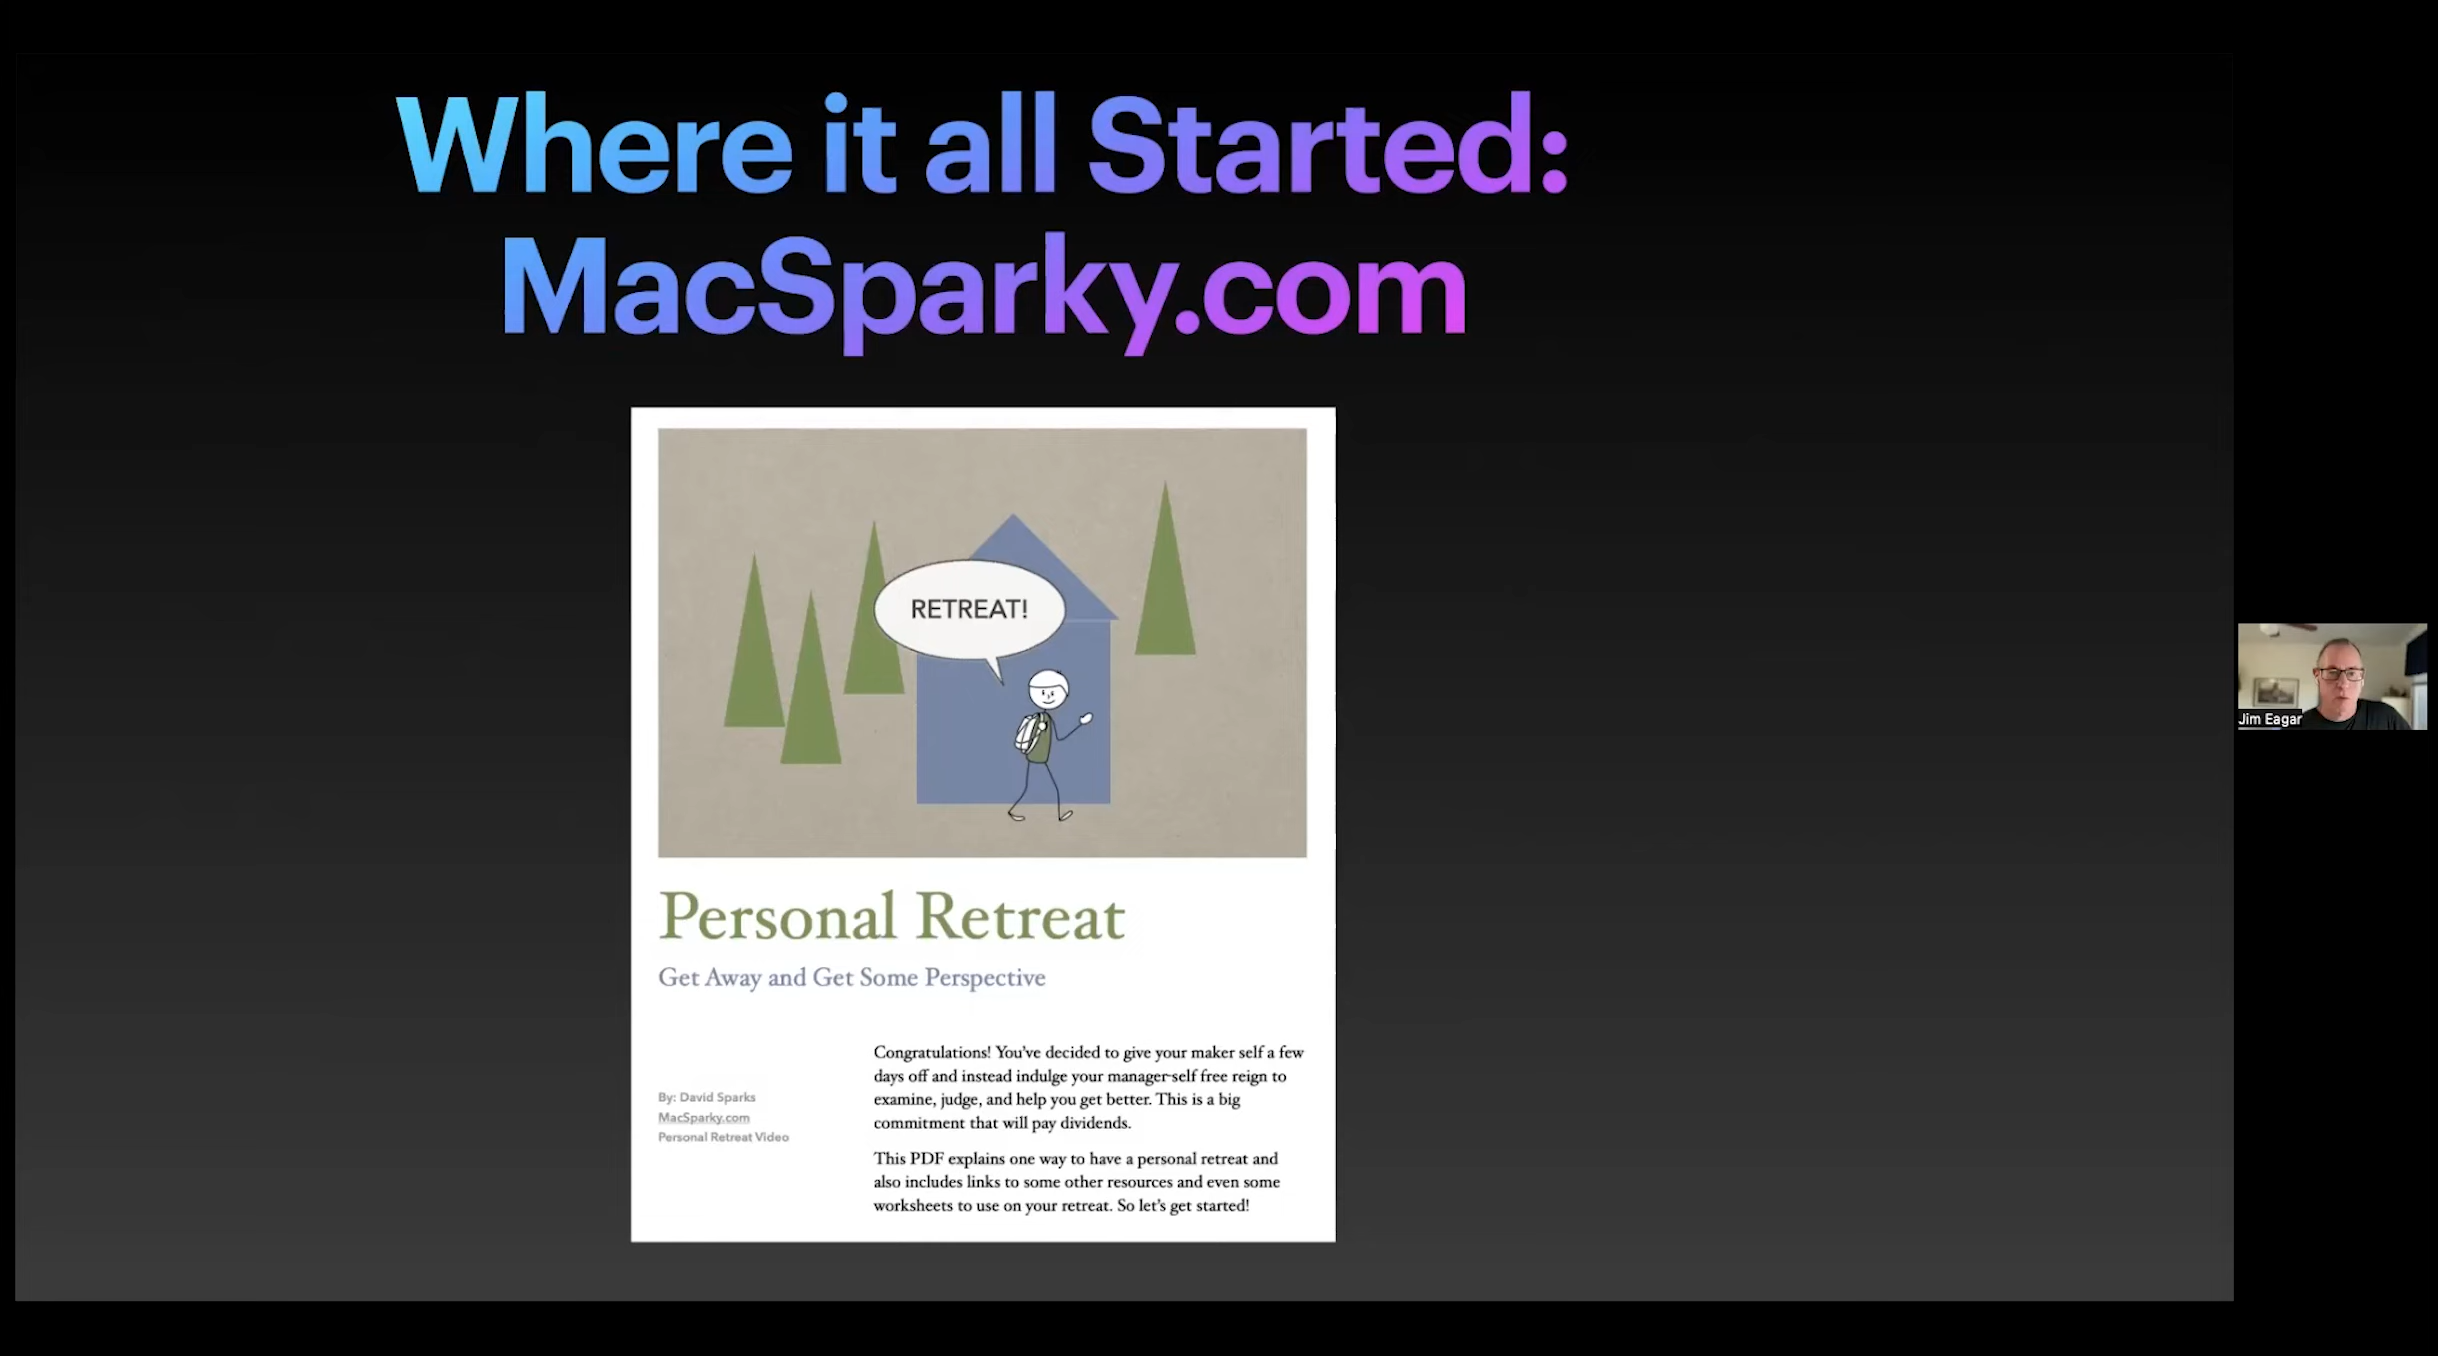 Where it all Started:
MacSparky.com
RETREAT!
Personal Retreat
Get Away and Get Some Perspective
By: David Sparks
MacSparky.com
Personal Retreat Video
Congratulations! You’ve decided to give your maker self a few
days off and instead indulge your manager-self free reign to
examine, judge, and help you get better. This is a big
commitment that will pay dividends.
This PDF explains one way to have a personal retreat and
also includes links to some other resources and even some
worksheets to use on your retreat. So let’s get started!
Jim Eagar